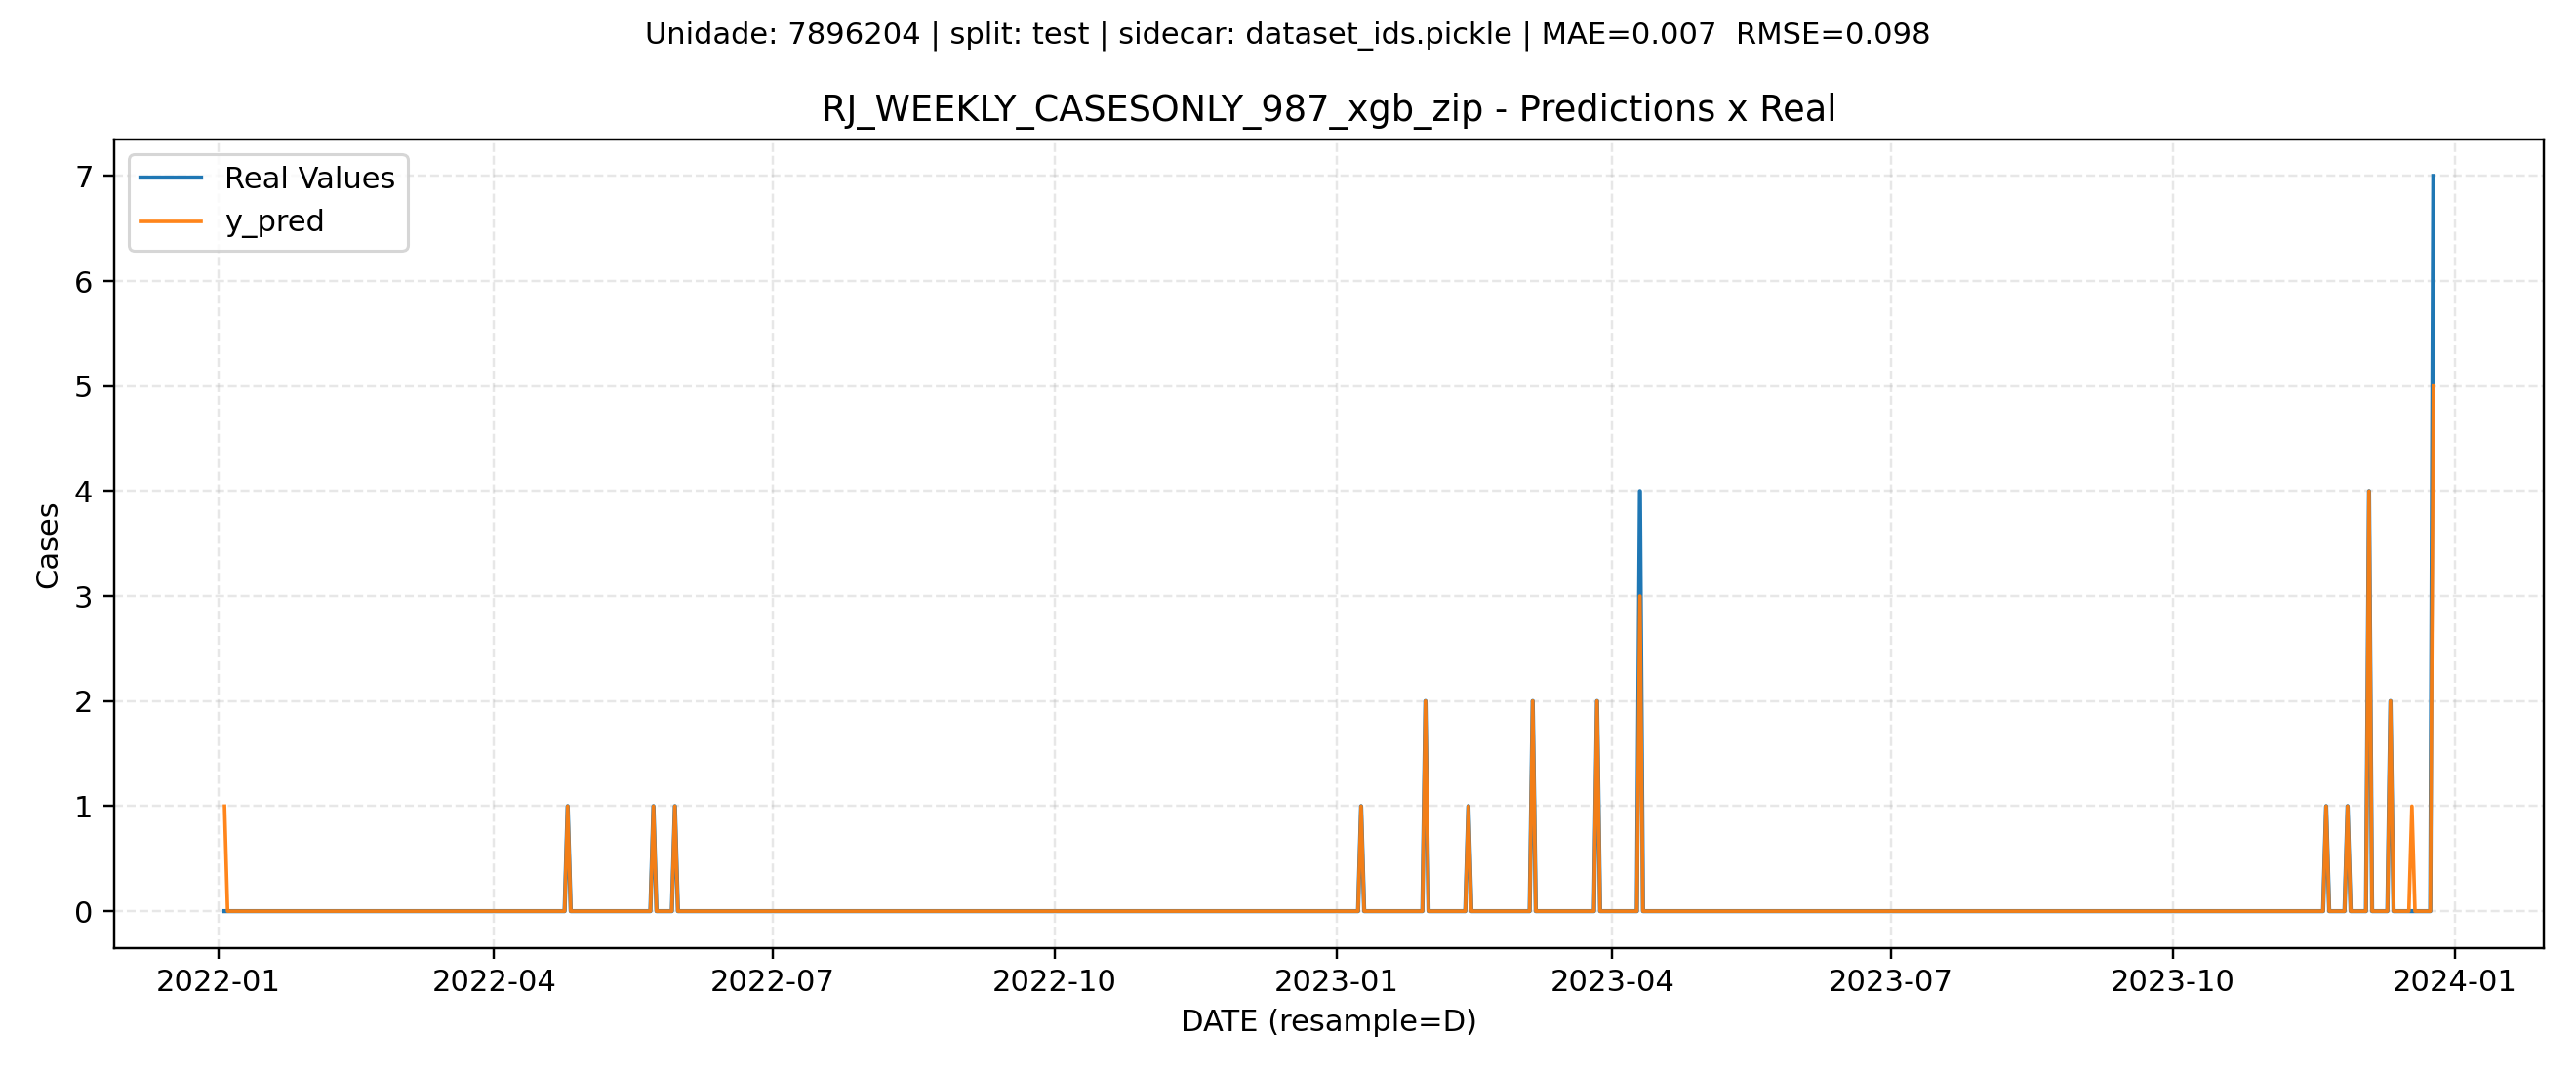 Unidade: 7896204 | split: test | sidecar: dataset_ids.pickle | MAE=0.007  RMSE=0.098
RJ_WEEKLY_CASESONLY_987_xgb_zip - Predictions x Real
Real Values
y_pred
7
6
5
4
3
2
1
0
Cases
2022-01 2022-04 2022-07 2022-10 2023-01 2023-04 2023-07 2023-10 2024-01
DATE (resample=D)